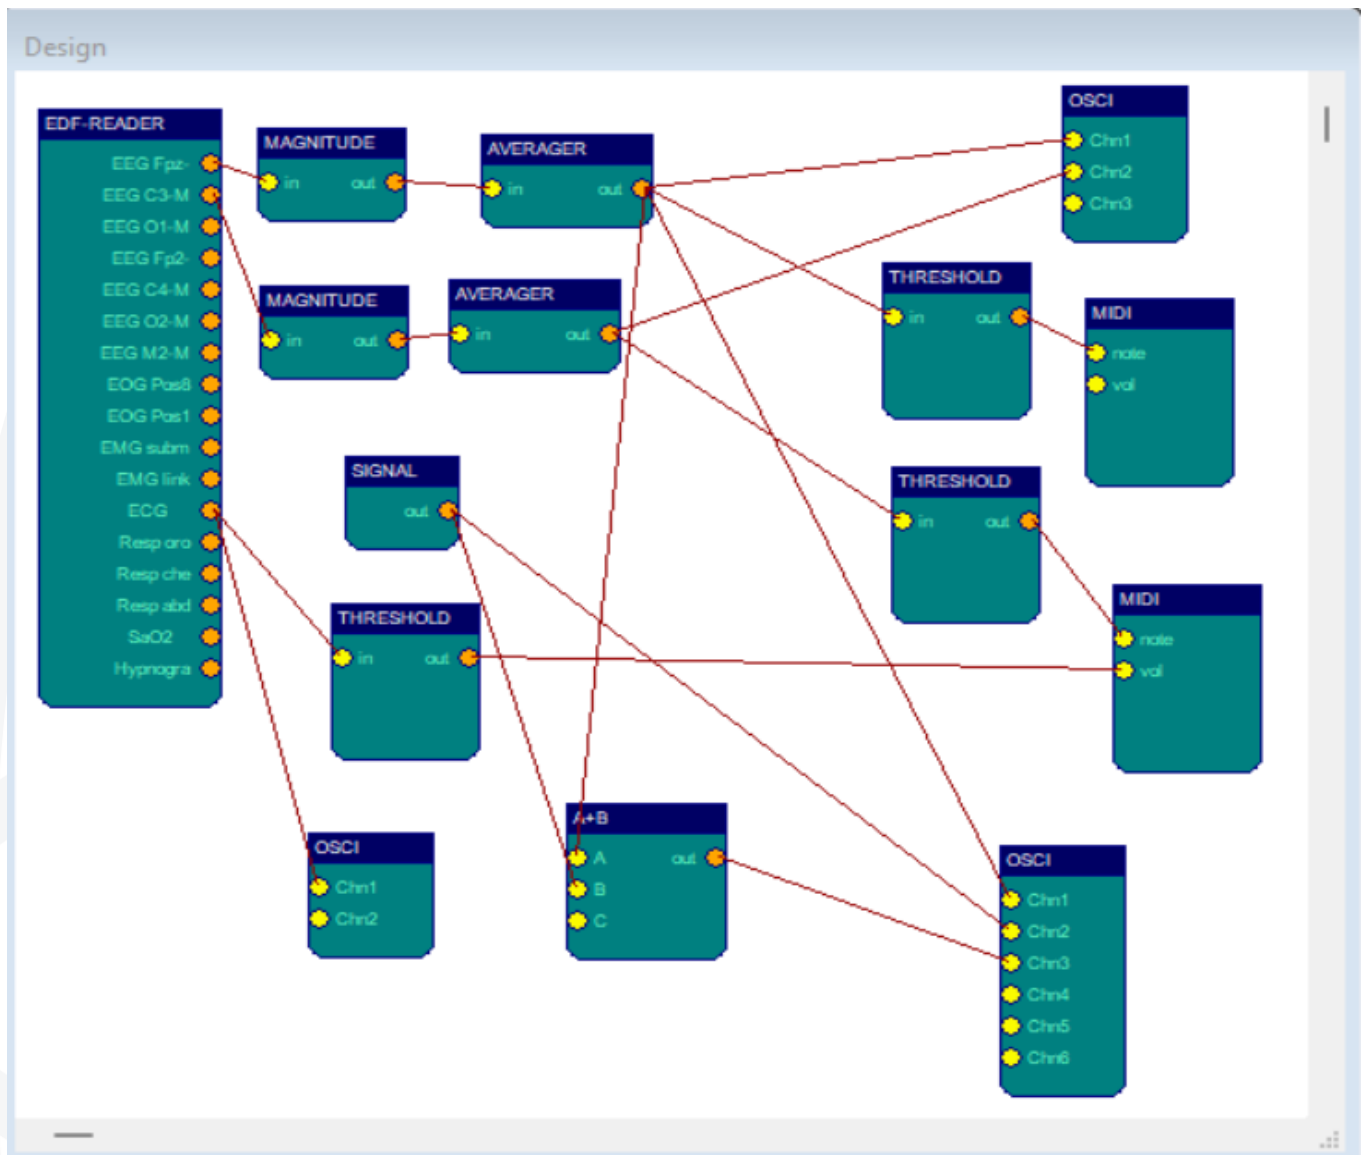 Design
EDF-READER
EEG Fpz-
EEG C3-M
EEG O1-M
EEG Fp2-
EEG C4-M
EEG O2-M
EEG M2-M
EOG Pos8
EOG Pos1
EMG subm
EMG link
ECG
Resp oro
Resp che
Resp abd
SaO2
Hypnogra
MAGNITUDE
in out
AVERAGER
in out
OSCI
Chn1
Chn2
Chn3
MAGNITUDE
in out
AVERAGER
in out
THRESHOLD
in out
MIDI
note
vol
SIGNAL
out
THRESHOLD
in out
THRESHOLD
in out
MIDI
note
vol
OSCI
Chn1
Chn2
A+B
A out
B
C
OSCI
Chn1
Chn2
Chn3
Chn4
Chn5
Chn6